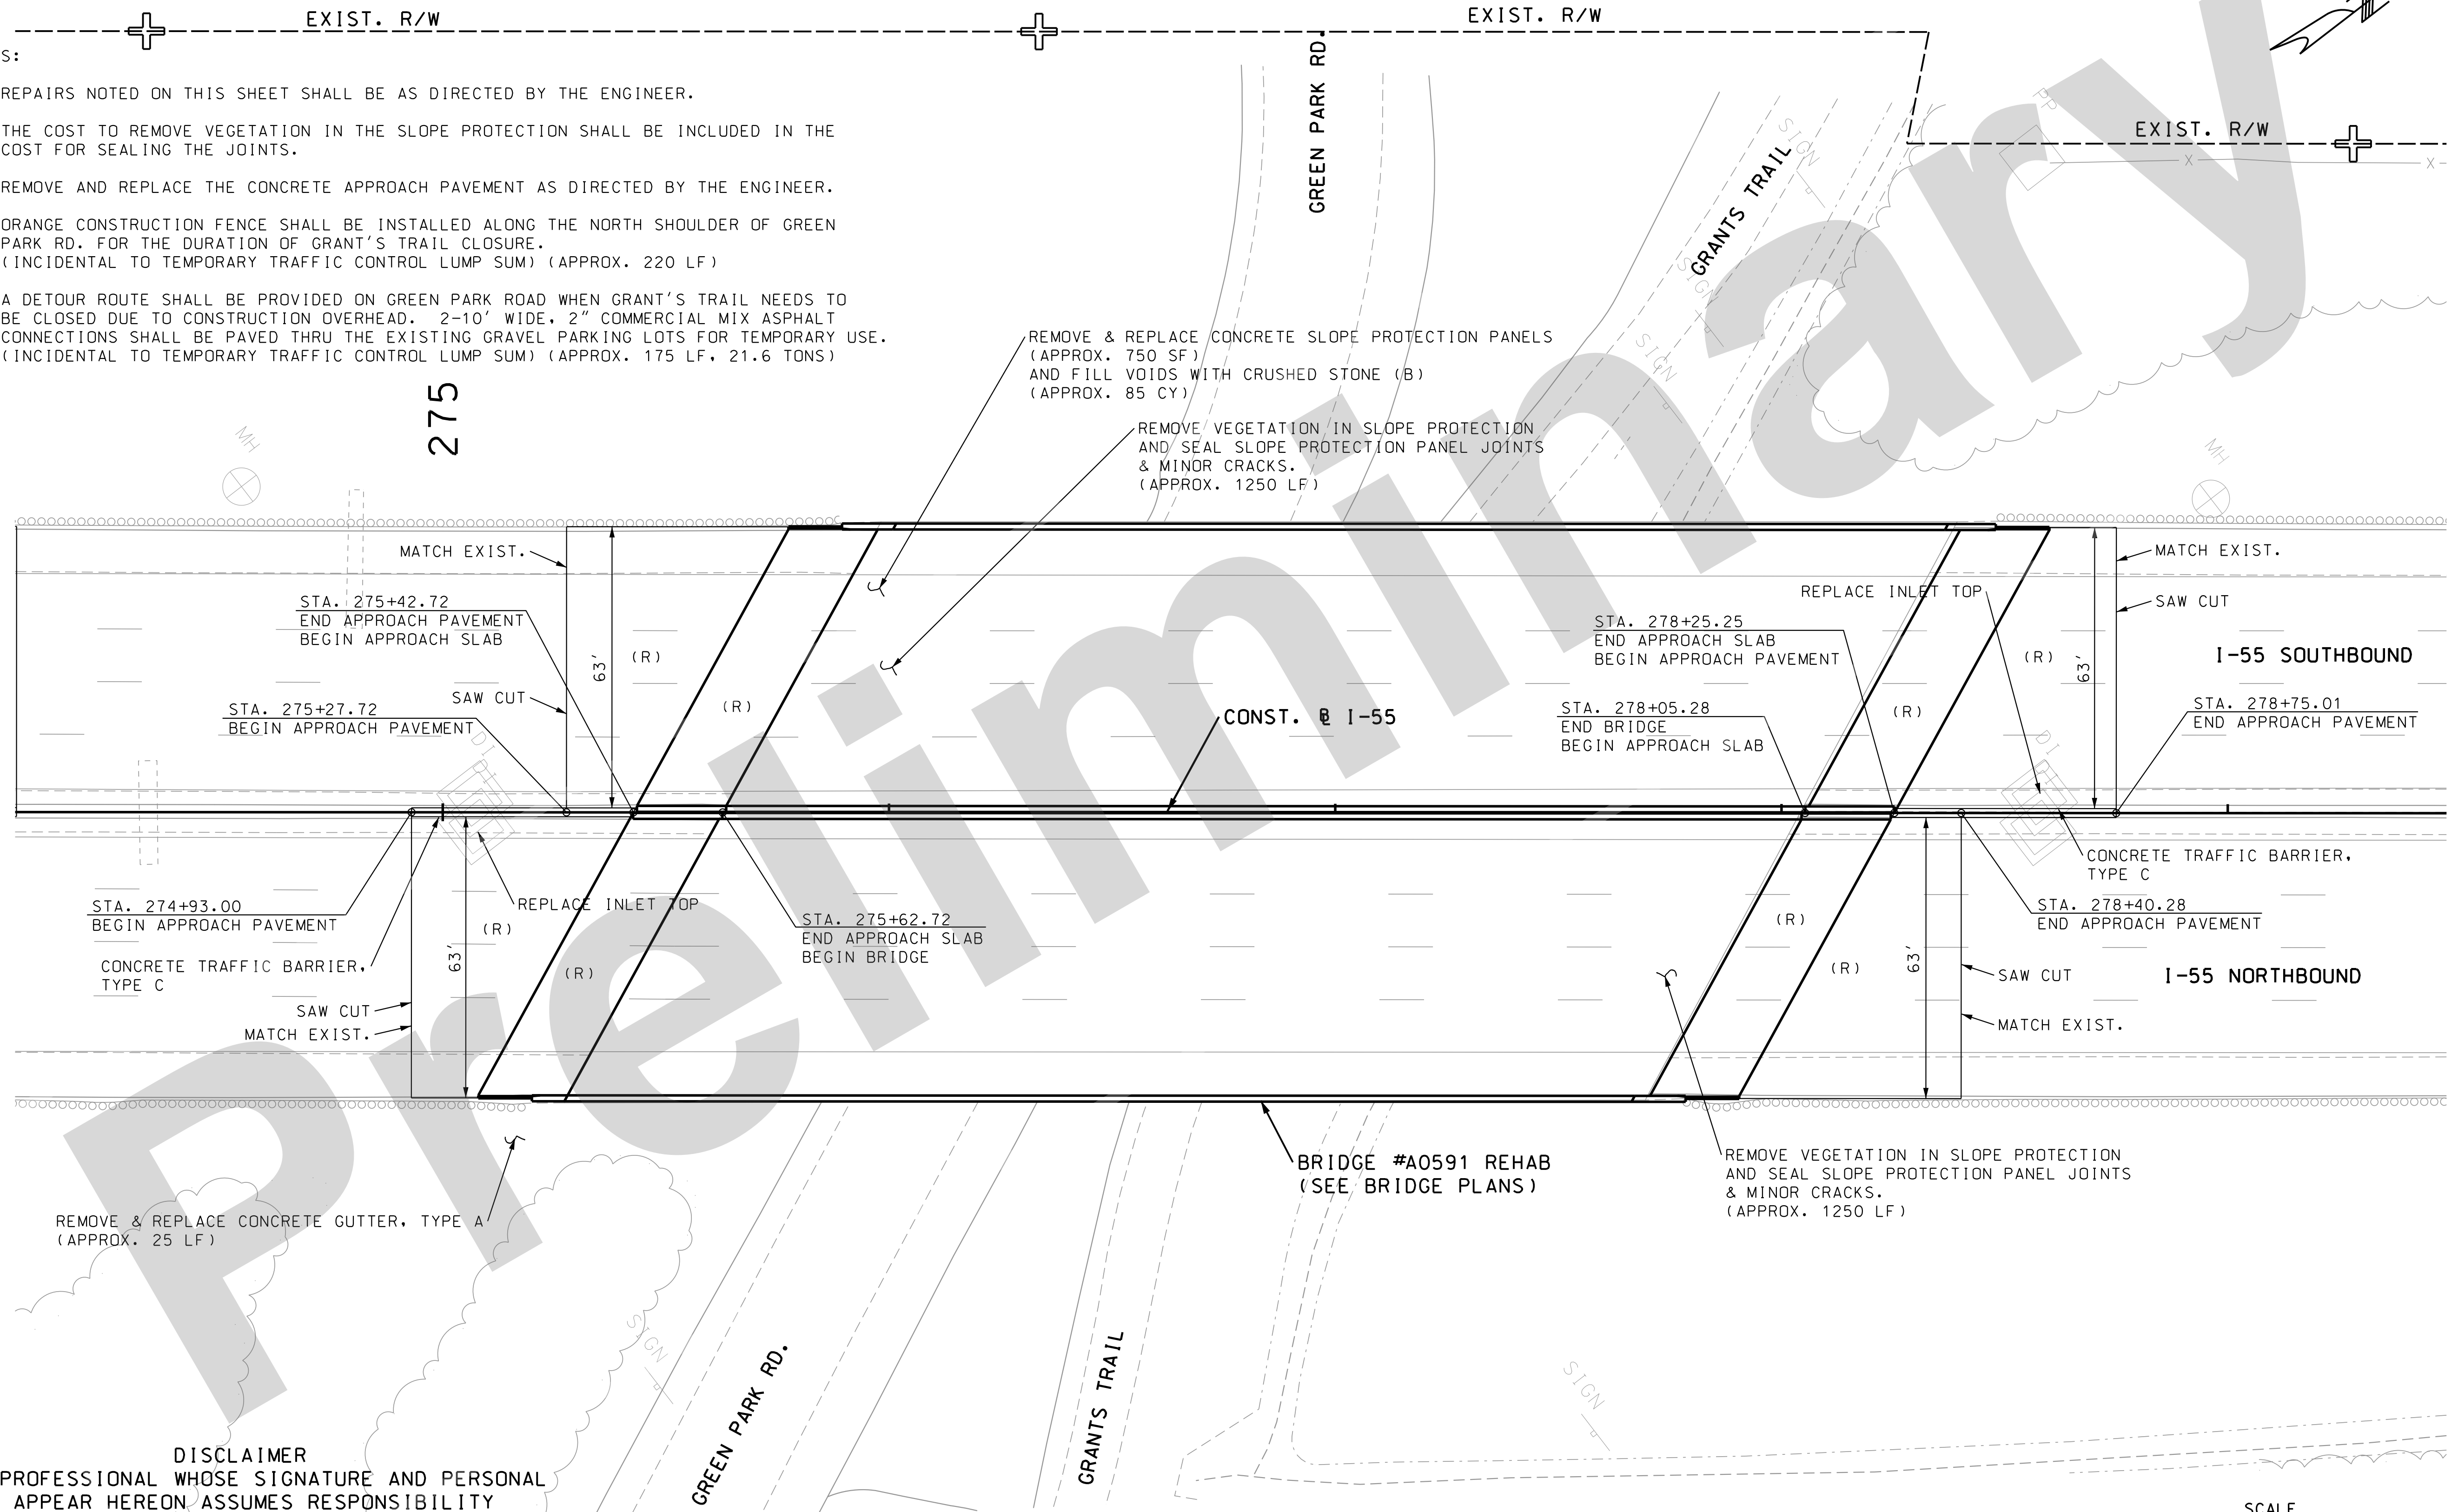 EXIST. R/W
EXIST. R/W
EXIST. R/W
S:
REPAIRS NOTED ON THIS SHEET SHALL BE AS DIRECTED BY THE ENGINEER.
THE COST TO REMOVE VEGETATION IN THE SLOPE PROTECTION SHALL BE INCLUDED IN THE
COST FOR SEALING THE JOINTS.
REMOVE AND REPLACE THE CONCRETE APPROACH PAVEMENT AS DIRECTED BY THE ENGINEER.
ORANGE CONSTRUCTION FENCE SHALL BE INSTALLED ALONG THE NORTH SHOULDER OF GREEN
PARK RD. FOR THE DURATION OF GRANT'S TRAIL CLOSURE.
(INCIDENTAL TO TEMPORARY TRAFFIC CONTROL LUMP SUM) (APPROX. 220 LF)
A DETOUR ROUTE SHALL BE PROVIDED ON GREEN PARK ROAD WHEN GRANT'S TRAIL NEEDS TO
BE CLOSED DUE TO CONSTRUCTION OVERHEAD. 2-10' WIDE, 2" COMMERCIAL MIX ASPHALT
CONNECTIONS SHALL BE PAVED THRU THE EXISTING GRAVEL PARKING LOTS FOR TEMPORARY USE.
(INCIDENTAL TO TEMPORARY TRAFFIC CONTROL LUMP SUM) (APPROX. 175 LF, 21.6 TONS)
GREEN PARK RD.
GRANTS TRAIL
SIGN
SIGN
SIGN
PP
X
X
275
MH
MH
REMOVE & REPLACE CONCRETE SLOPE PROTECTION PANELS
(APPROX. 750 SF)
AND FILL VOIDS WITH CRUSHED STONE (B)
(APPROX. 85 CY)
REMOVE VEGETATION IN SLOPE PROTECTION
AND SEAL SLOPE PROTECTION PANEL JOINTS
& MINOR CRACKS.
(APPROX. 1250 LF)
MATCH EXIST.
STA. 275+42.72
END APPROACH PAVEMENT
BEGIN APPROACH SLAB
63'
(R)
SAW CUT
STA. 275+27.72
BEGIN APPROACH PAVEMENT
(R)
DI
CONST. ℄ I-55
STA. 278+25.25
END APPROACH SLAB
BEGIN APPROACH PAVEMENT
STA. 278+05.28
END BRIDGE
BEGIN APPROACH SLAB
REPLACE INLET TOP
(R)
(R)
63'
DI
MATCH EXIST.
SAW CUT
I-55 SOUTHBOUND
STA. 278+75.01
END APPROACH PAVEMENT
STA. 274+93.00
BEGIN APPROACH PAVEMENT
CONCRETE TRAFFIC BARRIER,
TYPE C
SAW CUT
MATCH EXIST.
63'
(R)
REPLACE INLET TOP
(R)
STA. 275+62.72
END APPROACH SLAB
BEGIN BRIDGE
(R)
(R)
63'
CONCRETE TRAFFIC BARRIER,
TYPE C
STA. 278+40.28
END APPROACH PAVEMENT
SAW CUT
I-55 NORTHBOUND
MATCH EXIST.
REMOVE & REPLACE CONCRETE GUTTER, TYPE A
(APPROX. 25 LF)
BRIDGE #A0591 REHAB
(SEE BRIDGE PLANS)
REMOVE VEGETATION IN SLOPE PROTECTION
AND SEAL SLOPE PROTECTION PANEL JOINTS
& MINOR CRACKS.
(APPROX. 1250 LF)
SIGN
SIGN
GREEN PARK RD.
GRANTS TRAIL
DISCLAIMER
PROFESSIONAL WHOSE SIGNATURE AND PERSONAL
APPEAR HEREON ASSUMES RESPONSIBILITY
SCALE
Preliminary